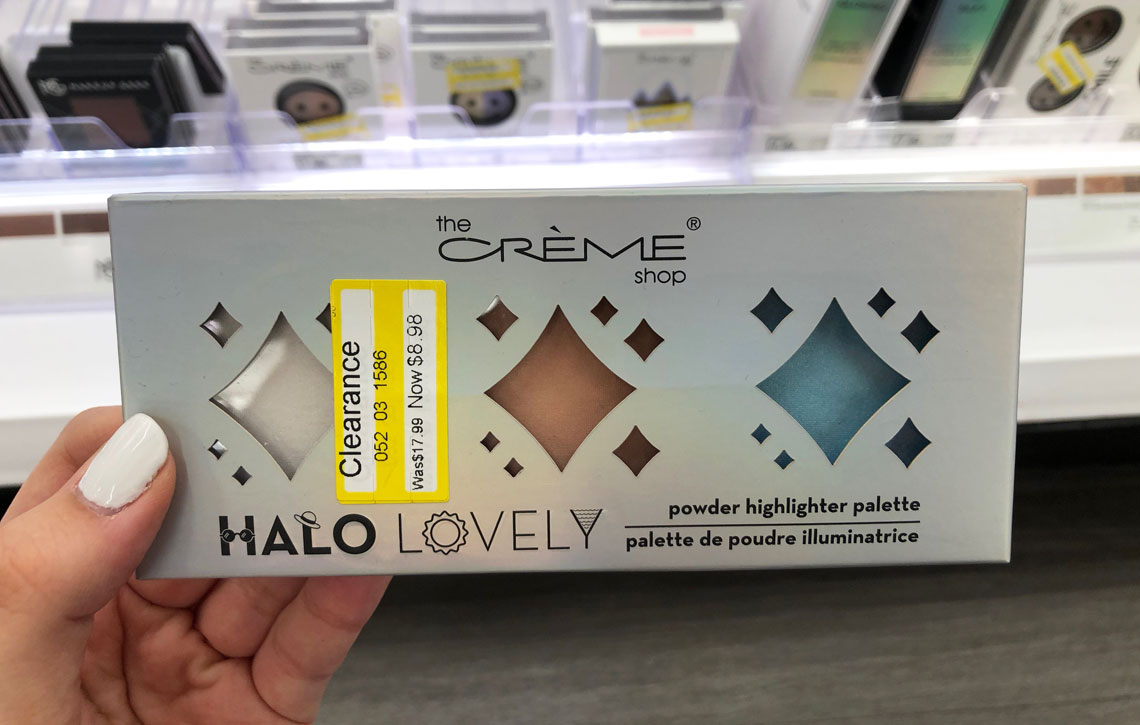 the
CRÈME®
shop
Clearance
052 03 1586
Was$17.99 Now $8.98
HALO LOVELY
powder highlighter palette
palette de poudre illuminatrice